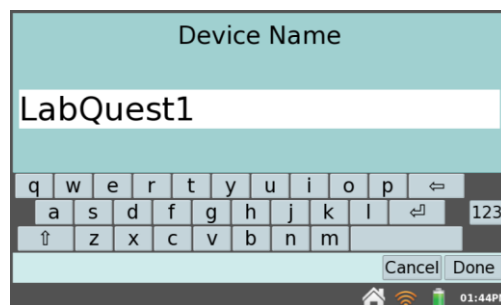 Device Name
LabQuest1
q w e r t y u i o p ⇦
a s d f g h j k l ⏎ 123
⇧ z x c v b n m
Cancel Done
01:44P